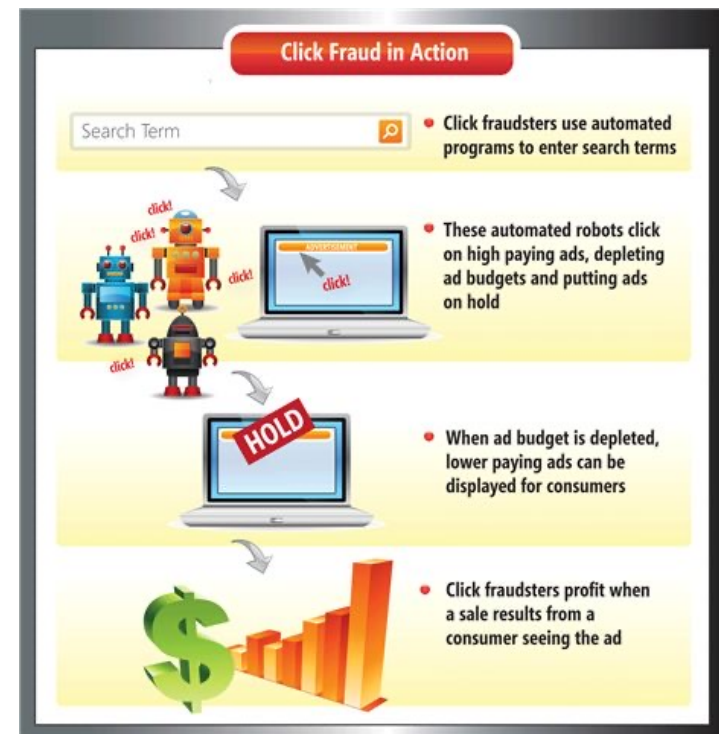 Click Fraud in Action
Search Term
Click fraudsters use automated
programs to enter search terms
click!
click!
click!
click!
ADVERTISEMENT
click!
These automated robots click
on high paying ads, depleting
ad budgets and putting ads
on hold
HOLD
When ad budget is depleted,
lower paying ads can be
displayed for consumers
Click fraudsters profit when
a sale results from a
consumer seeing the ad